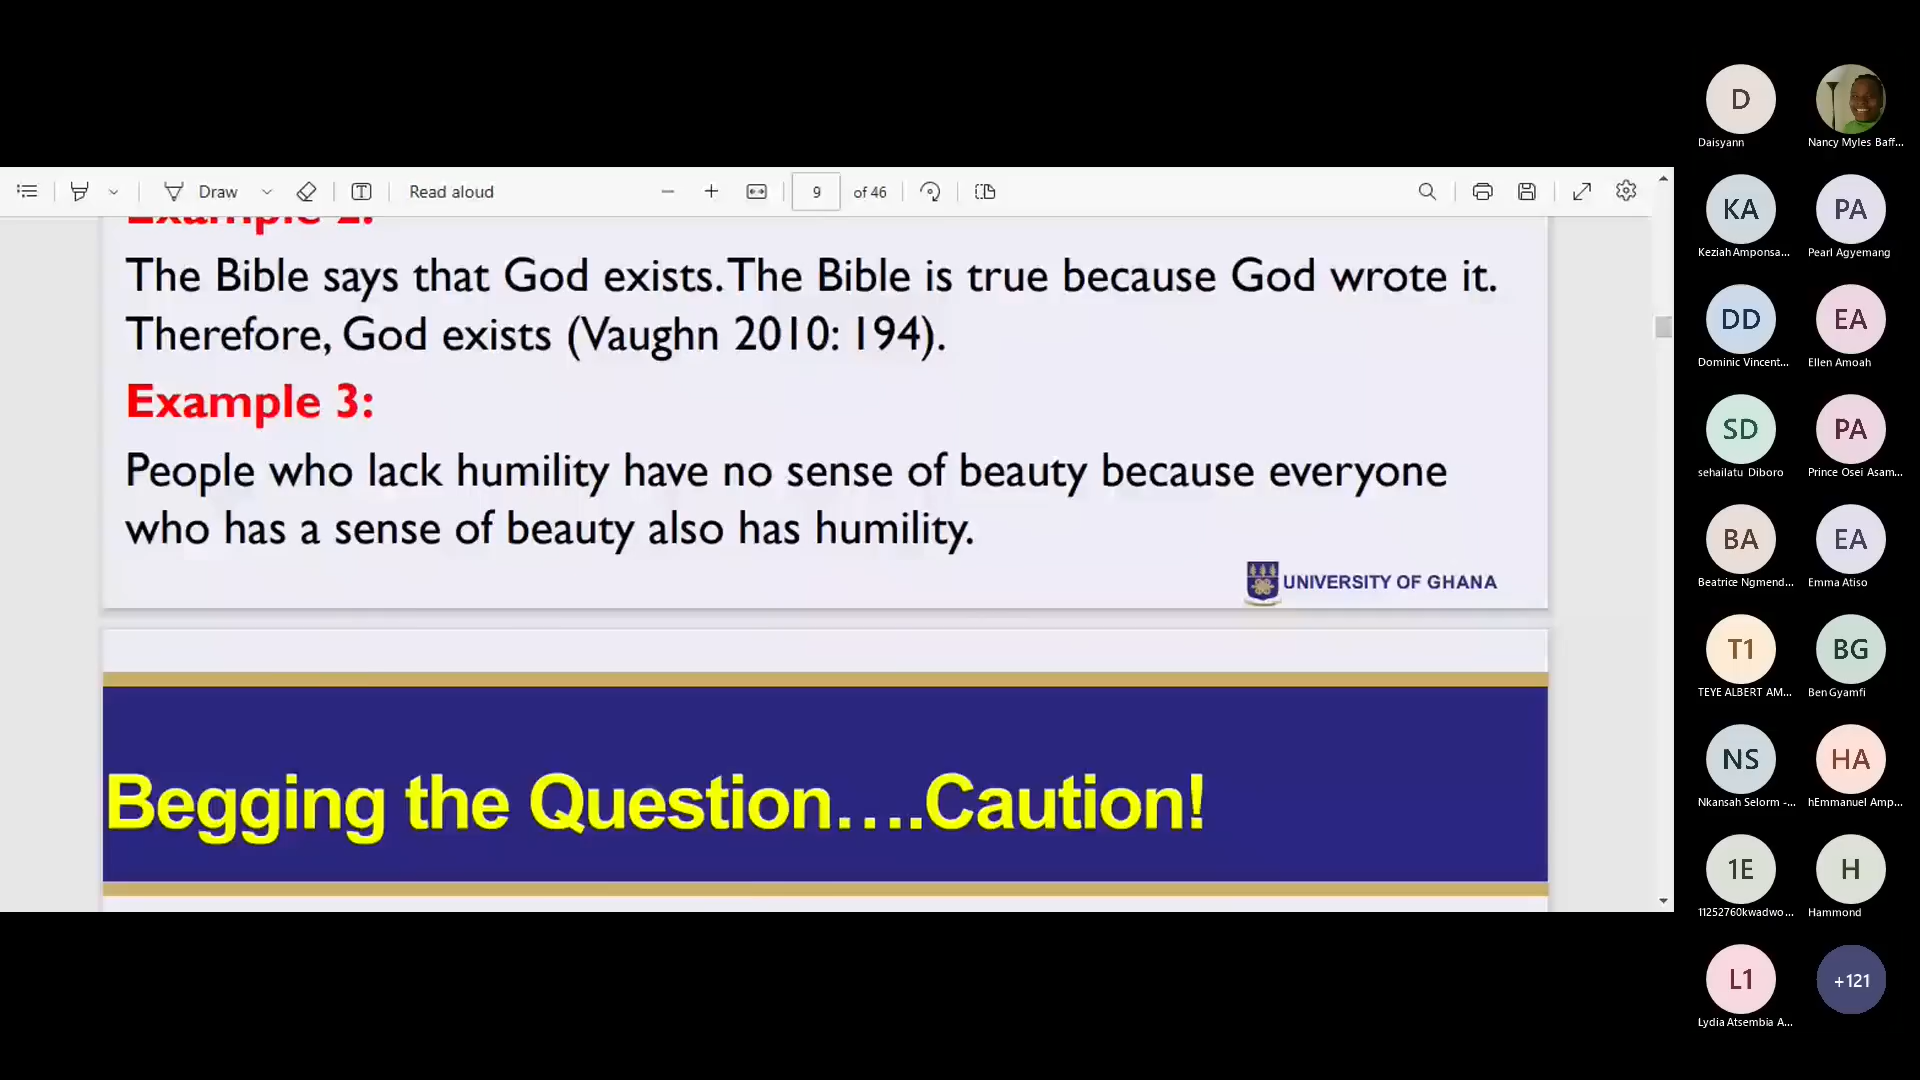 Draw
Read aloud
9 of 46
Example 2:
The Bible says that God exists. The Bible is true because God wrote it.
Therefore, God exists (Vaughn 2010: 194).
Example 3:
People who lack humility have no sense of beauty because everyone
who has a sense of beauty also has humility.
UNIVERSITY OF GHANA
Begging the Question....Caution!
D
Daisyann
Nancy Myles Baff...
KA
Keziah Amponsa...
PA
Pearl Agyemang
DD
Dominic Vincent...
EA
Ellen Amoah
SD
sehailatu Diboro
PA
Prince Osei Asam...
BA
Beatrice Ngmend...
EA
Emma Atiso
T1
TEYE ALBERT AM...
BG
Ben Gyamfi
NS
Nkansah Selorm -...
HA
hEmmanuel Amp...
1E
11252760kwadwo...
H
Hammond
L1
Lydia Atsembia A...
+121